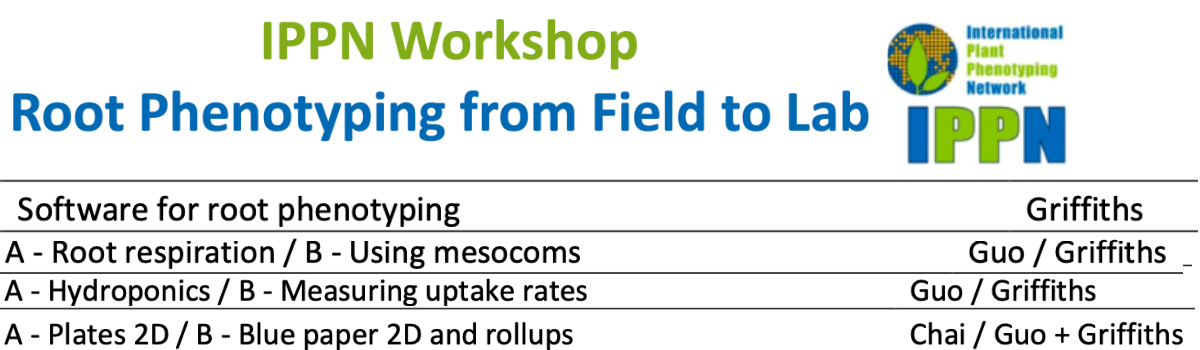 IPPN Workshop
Root Phenotyping from Field to Lab
International
Plant
Phenotyping
Network
IPPN
Software for root phenotyping Griffiths
A - Root respiration / B - Using mesocoms Guo / Griffiths
A - Hydroponics / B - Measuring uptake rates Guo / Griffiths
A - Plates 2D / B - Blue paper 2D and rollups Chai / Guo + Griffiths